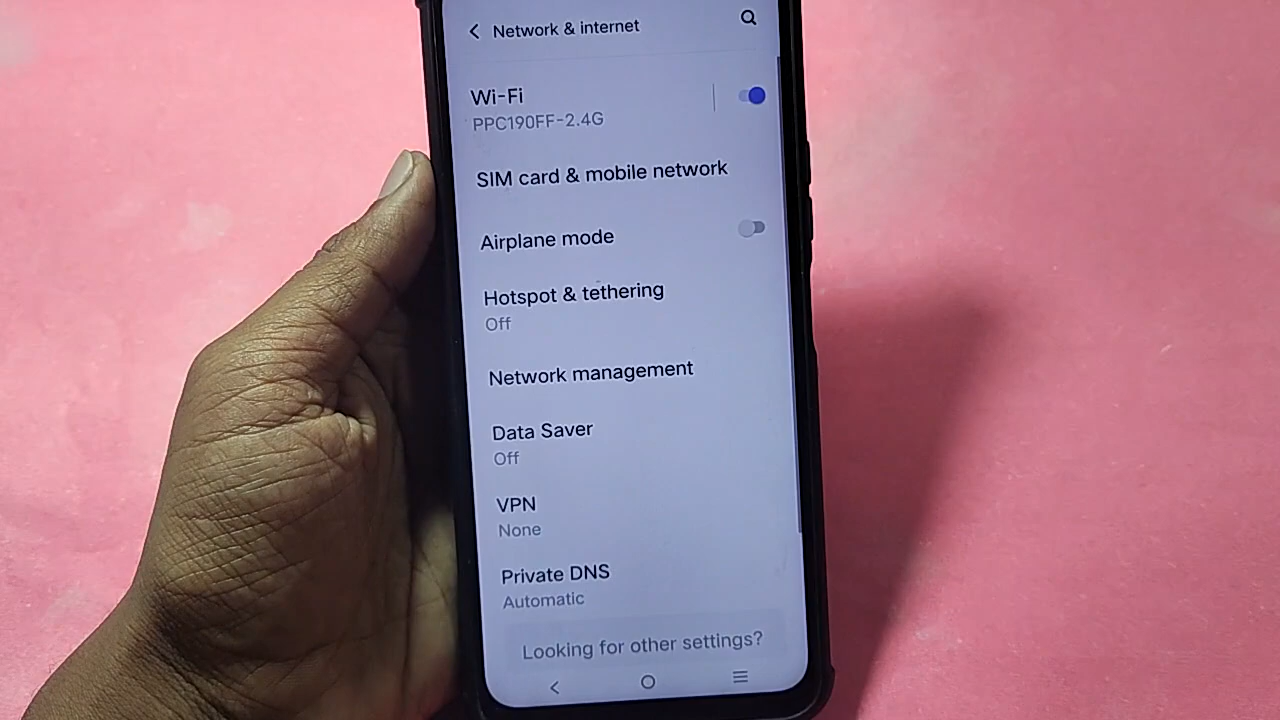 Network & internet
Wi-Fi
PPC190FF-2.4G
SIM card & mobile network
Airplane mode
Hotspot & tethering
Off
Network management
Data Saver
Off
VPN
None
Private DNS
Automatic
Looking for other settings?